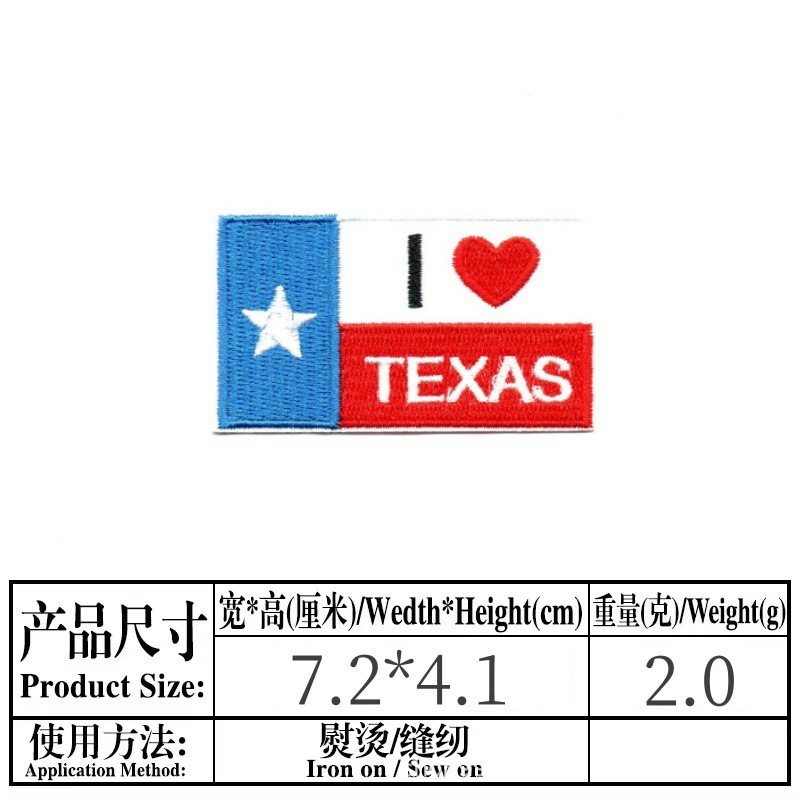 I
TEXAS
产品尺寸
Product Size:
宽*高(厘米)/Wedth*Height(cm)
重量(克)/Weight(g)
7.2*4.1
2.0
使用方法:
Application Method:
熨烫/缝纫
Iron on / Sew on